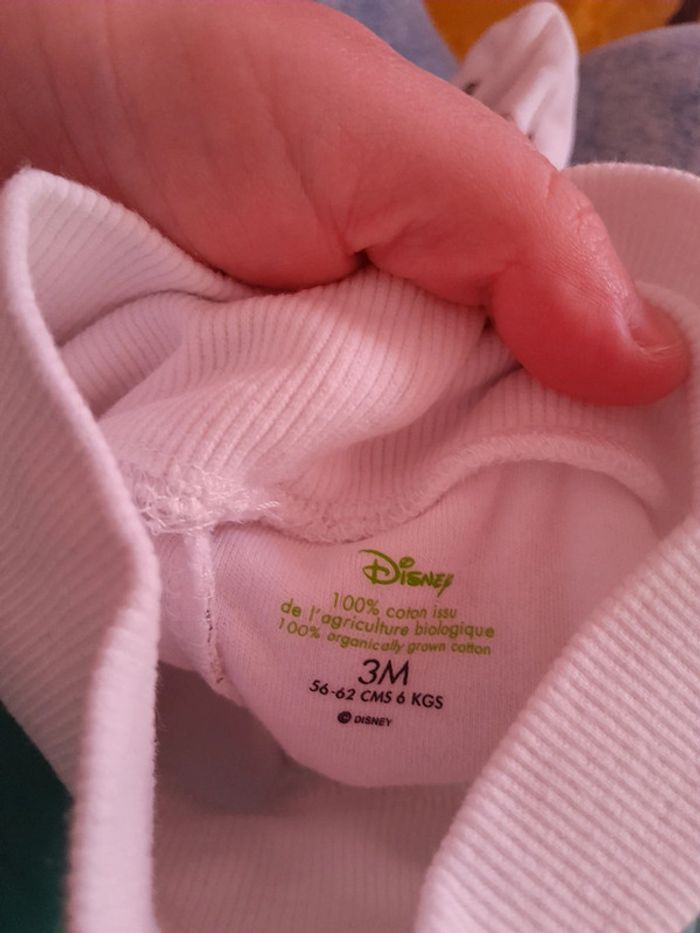 Disney
100% coton issu
de l'agriculture biologique
100% organically grown cotton
3M
56-62 CMS 6 KGS
© DISNEY